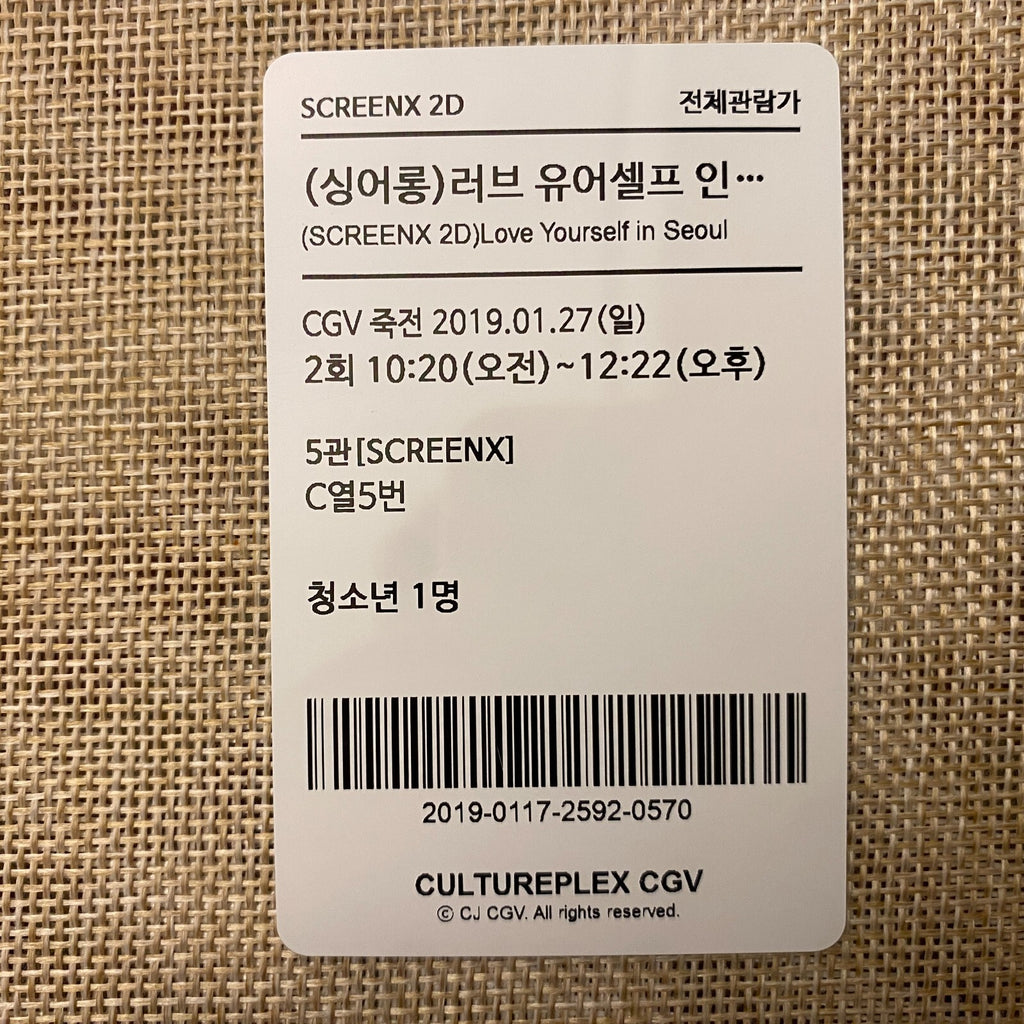 SCREENX 2D 전체관람가
(싱어롱)러브 유어셀프 인…
(SCREENX 2D)Love Yourself in Seoul
CGV 죽전 2019.01.27(일)
2회 10:20(오전)~12:22(오후)
5관[SCREENX]
C열5번
청소년 1명
2019-0117-2592-0570
CULTUREPLEX CGV
ⓒ CJ CGV. All rights reserved.